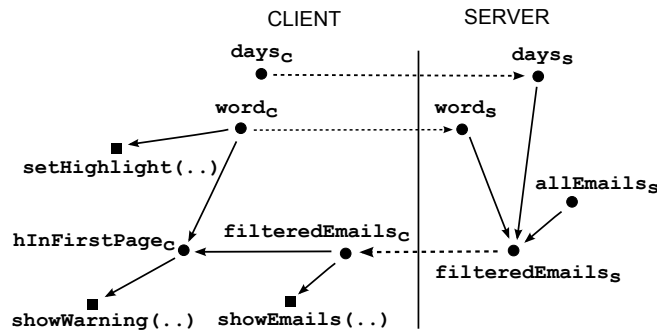 CLIENT SERVER
daysc dayss
wordc words
setHighlight(..)
allEmailss
hInFirstPagec filteredEmailsc
filteredEmailss
showWarning(..) showEmails(..)